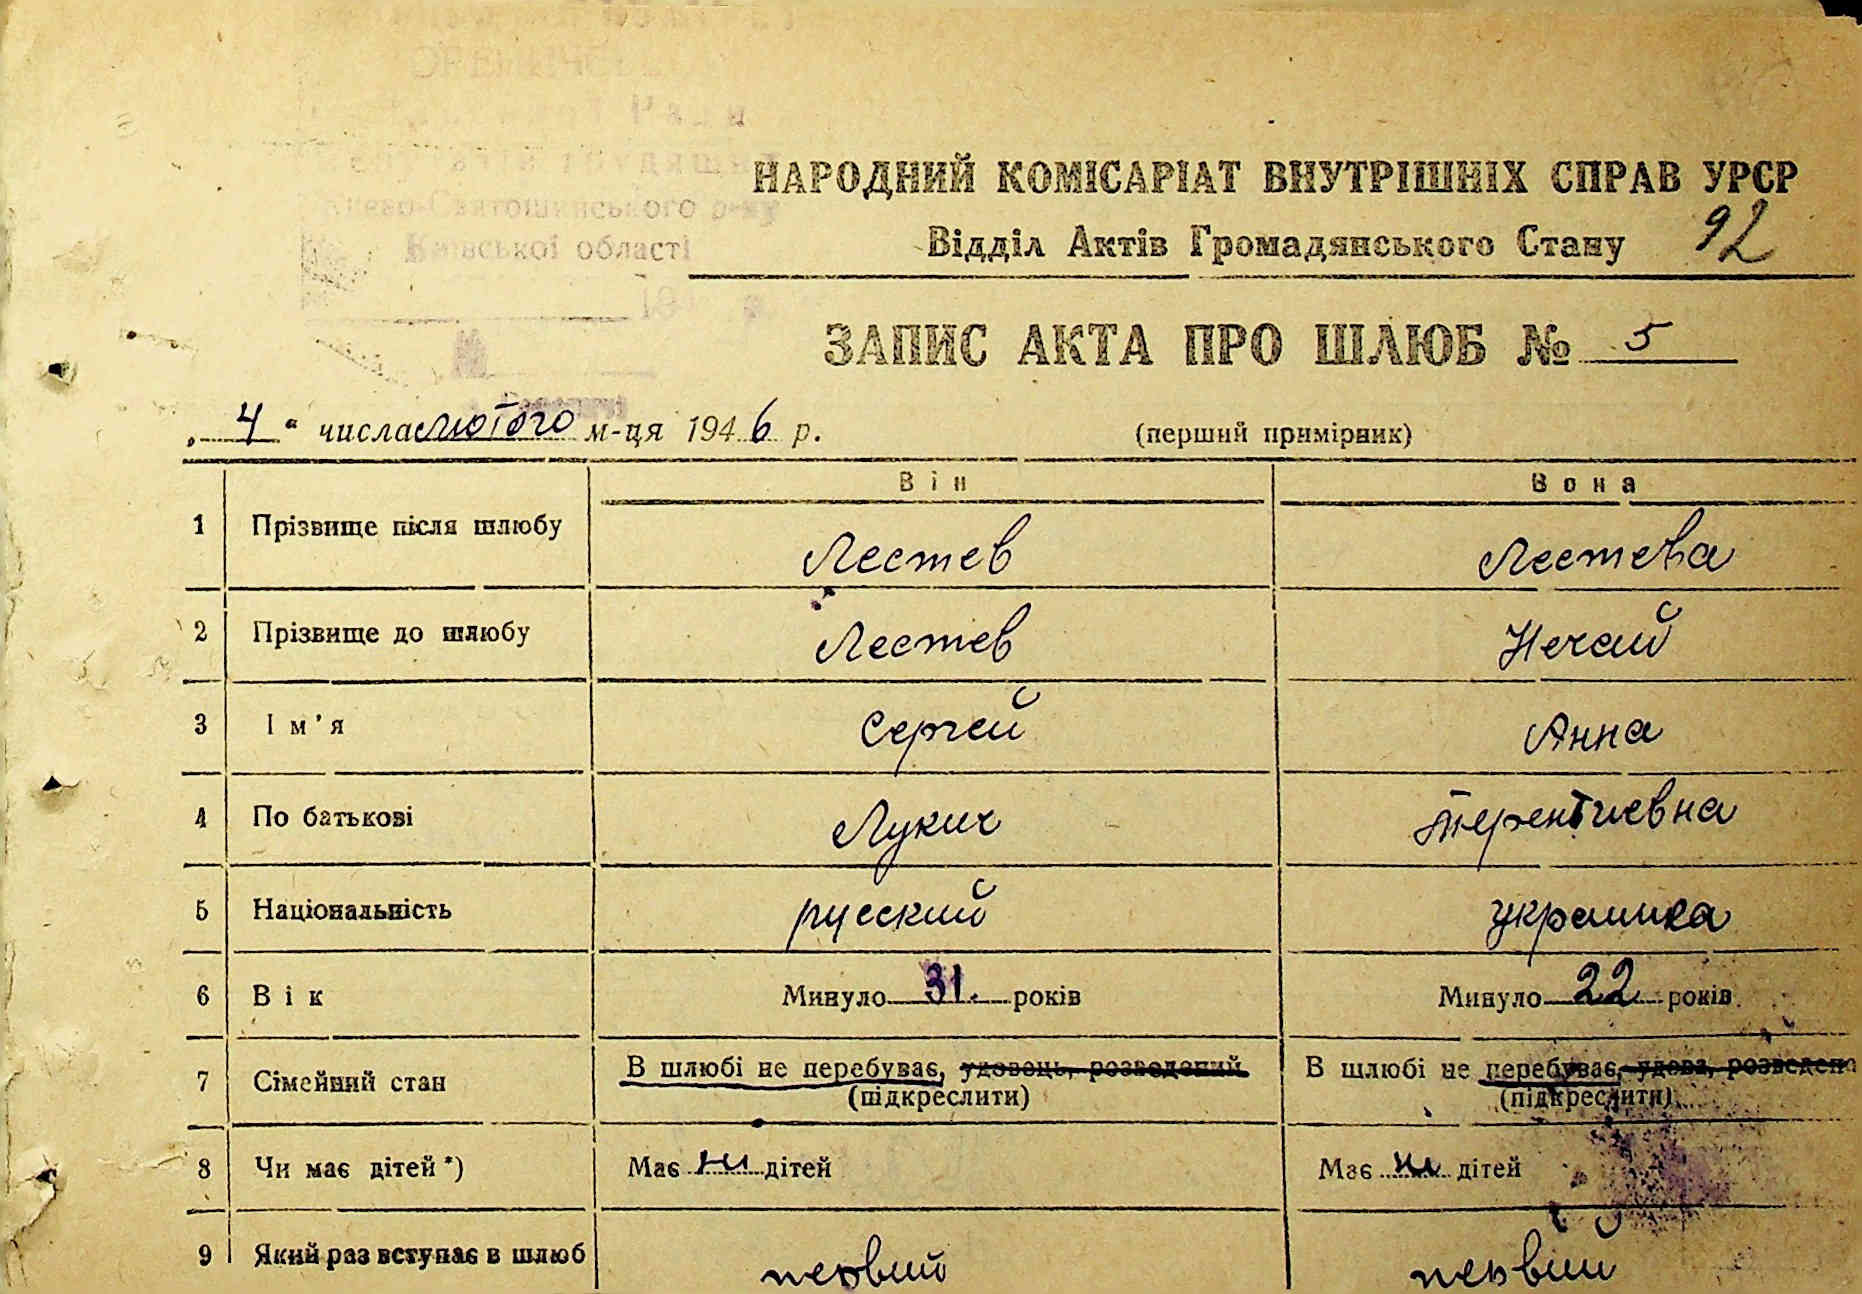 Київської області
НАРОДНИЙ КОМІСАРІАТ ВНУТРІШНІХ СПРАВ УРСР
Відділ Актів Громадянського Стану 92
ЗАПИС АКТА ПРО ШЛЮБ № 5
„ 4 “ числа лютого м-ця 1946 р. (перший примірник)
Він Вона
1 Прізвище після шлюбу Лестев Лестева
2 Прізвище до шлюбу Лестев Нечай
3 Ім'я Сергей Анна
4 По батькові Лукич Терентиевна
5 Національність русский украинка
6 Вік Минуло 31. років Минуло 22 років
7 Сімейний стан В шлюбі не перебуває, удовець, розведений В шлюбі не перебуває, удова, розведена
(підкреслити) (підкреслити)
8 Чи має дітей *) Має ни дітей Має ни дітей
9 Який раз вступає в шлюб первий первий